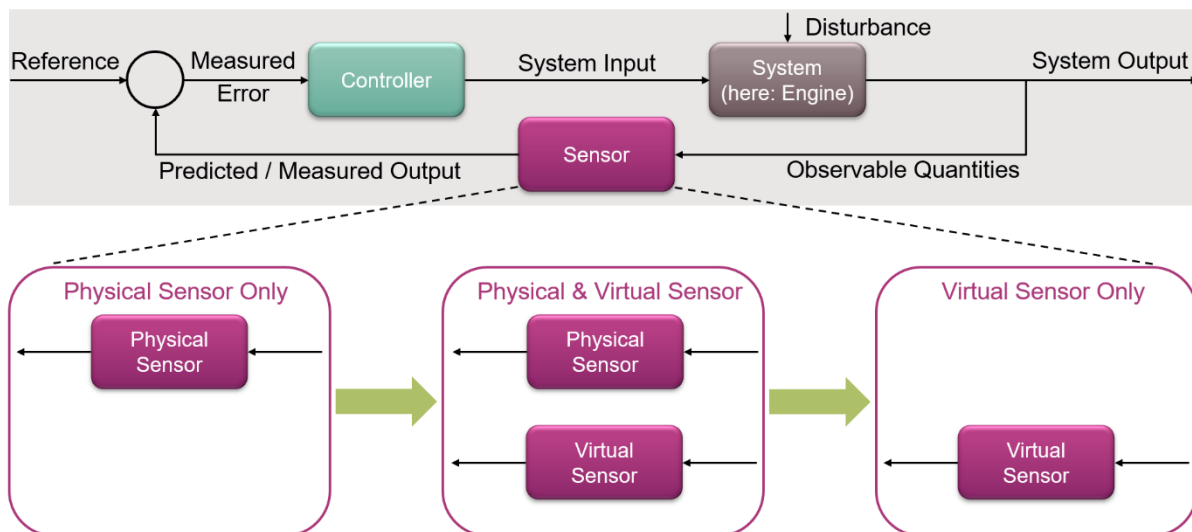 Disturbance
Reference
Measured
Error
Controller
System Input
System
(here: Engine)
System Output
Predicted / Measured Output
Sensor
Observable Quantities
Physical Sensor Only
Physical
Sensor
Physical & Virtual Sensor
Physical
Sensor
Virtual
Sensor
Virtual Sensor Only
Virtual
Sensor